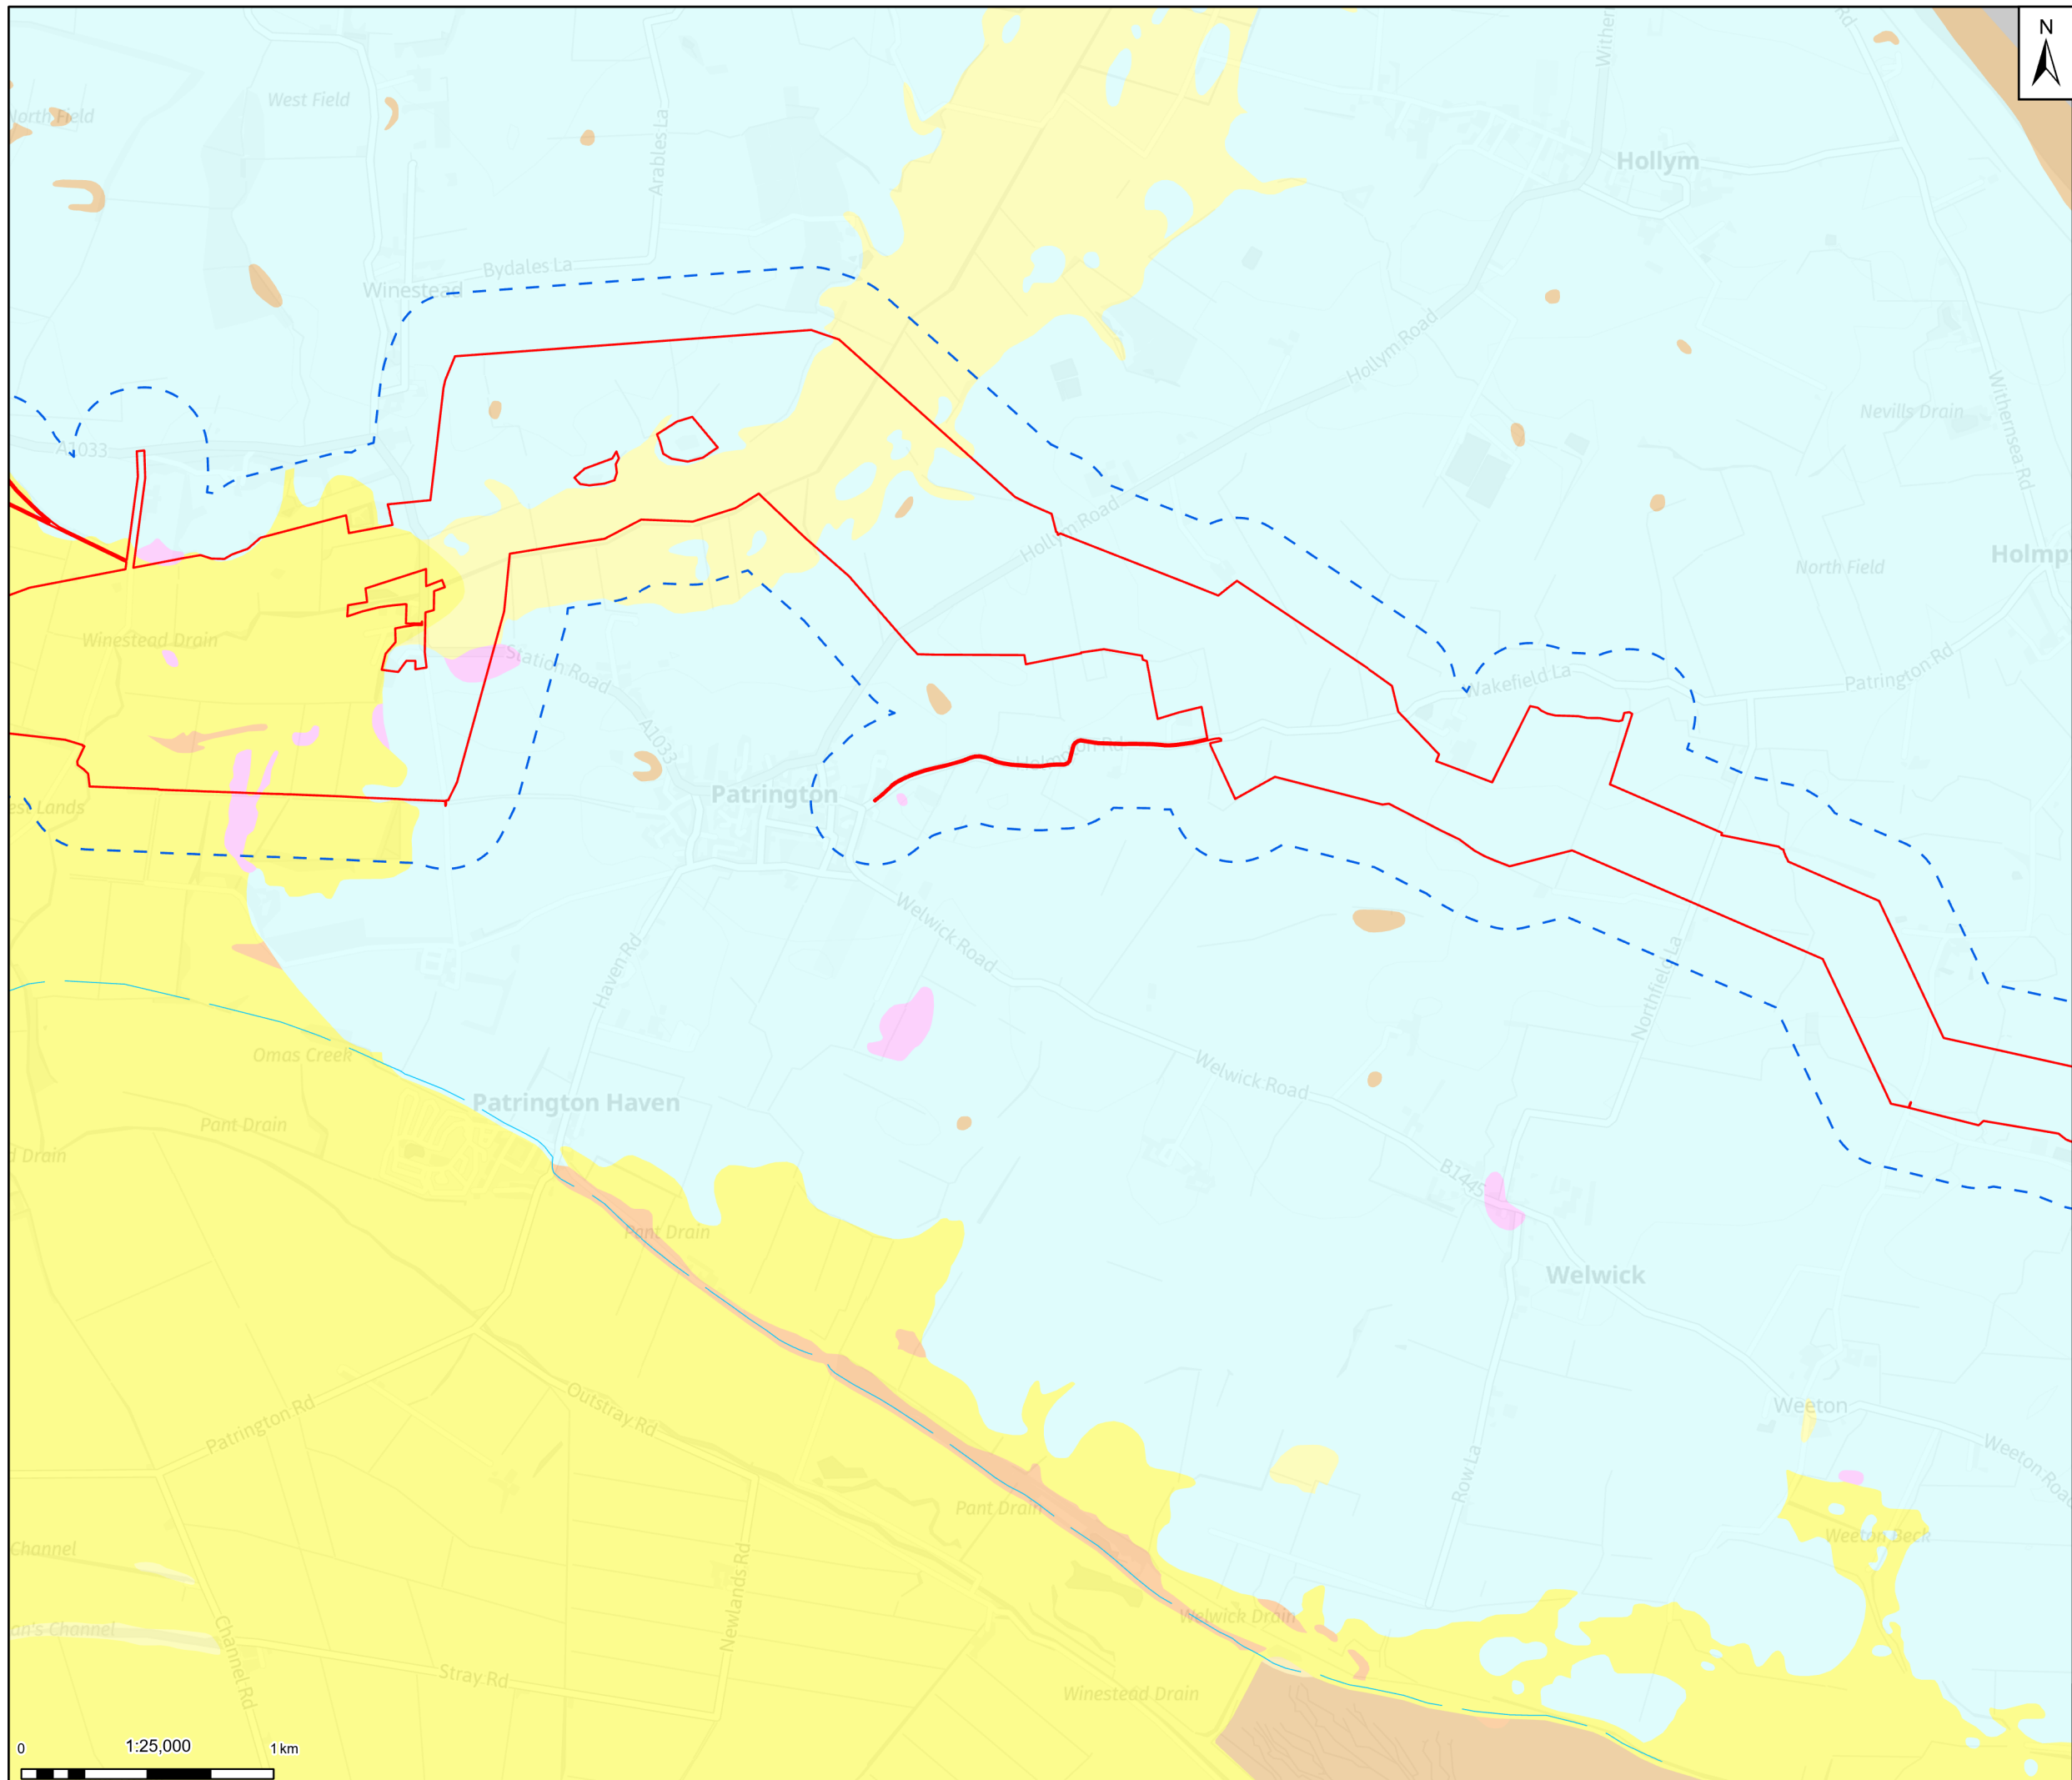 N
West Field
North Field
Arables La
Hollym
Bydales La
Winestead
Hollym Road
A1033
Nevills Drain
Withernsea Rd
Hollym Road
North Field
Winestead Drain
Station Road
Wakefield La
Patrington Rd
A1033
Holmpton Rd
Patrington
Welwick Road
Haven Rd
Northfield La
Omas Creek
Welwick Road
Patrington Haven
Pant Drain
Drain
B1445
Pant Drain
Welwick
Patrington Rd
Outstray Rd
Weeton
Weeton Road
Row La
Pant Drain
Weeton Beck
Channel
Newlands Rd
Welwick Drain
an's Channel
Channel Rd
Stray Rd
Winestead Drain
0 1:25,000 1 km